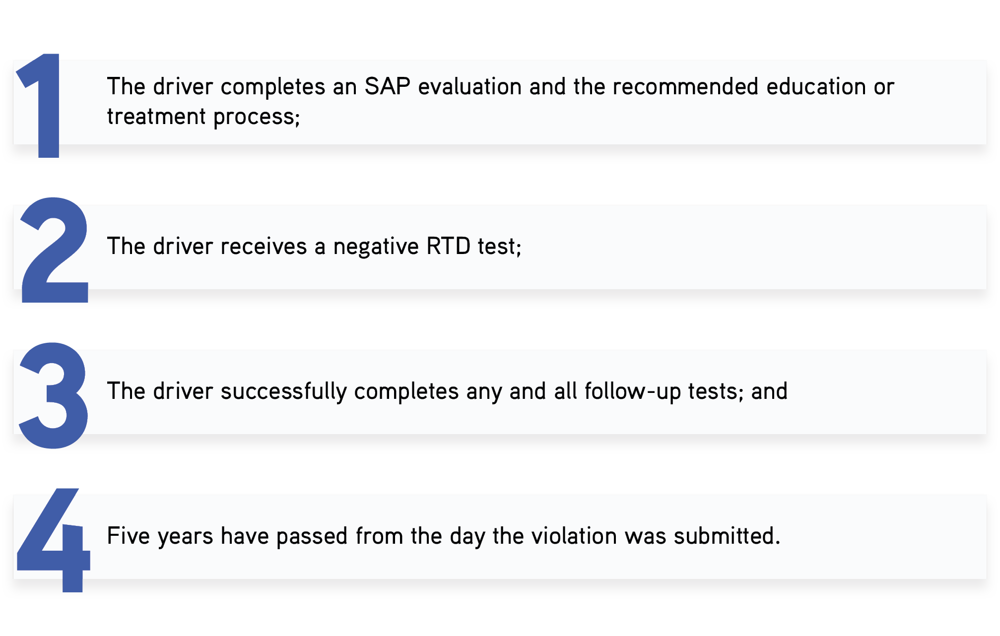 1
The driver completes an SAP evaluation and the recommended education or
treatment process;
2
The driver receives a negative RTD test;
3
The driver successfully completes any and all follow-up tests; and
4
Five years have passed from the day the violation was submitted.